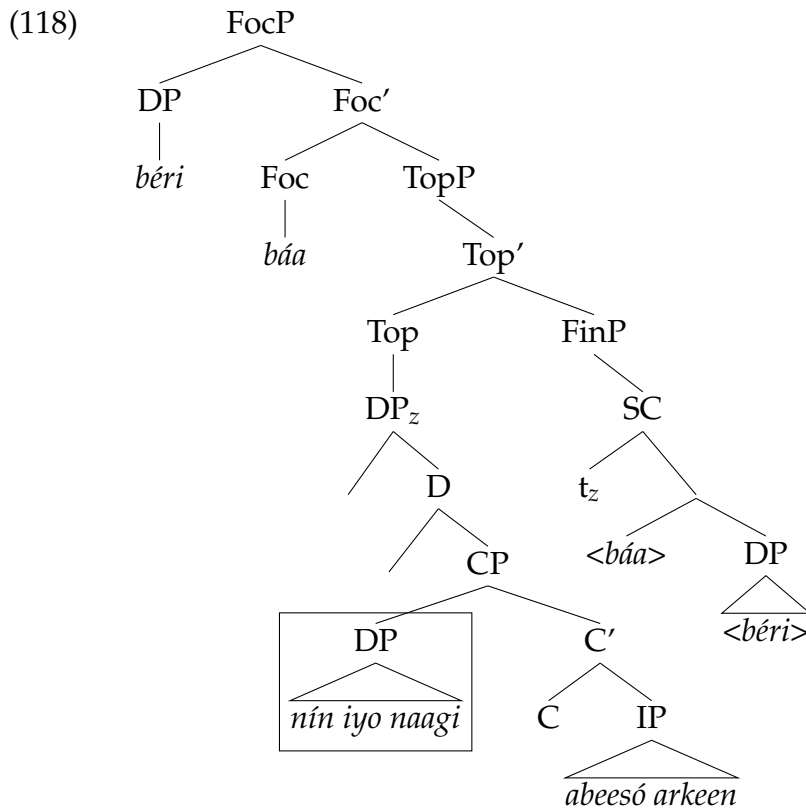 (118) FocP
DP Foc’
béri Foc TopP
báa Top’
Top FinP
DP_z SC
D t_z
CP <báa> DP
DP C’ <béri>
nín iyo naagi C IP
abeesó arkeen